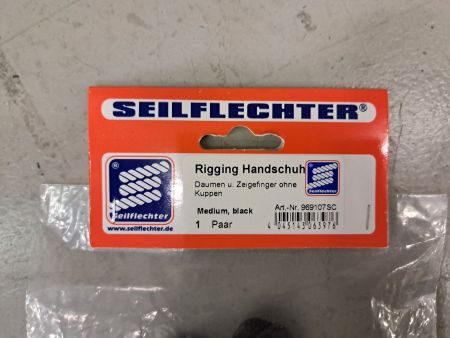 SEILFLECHTER®
Rigging Handschuh
Daumen u. Zeigefinger ohne
Kuppen
Medium, black
Art.-Nr. 969107SC
1 Paar
4 045143 063976
®
Seilflechter
www.seilflechter.de
Seilflechter